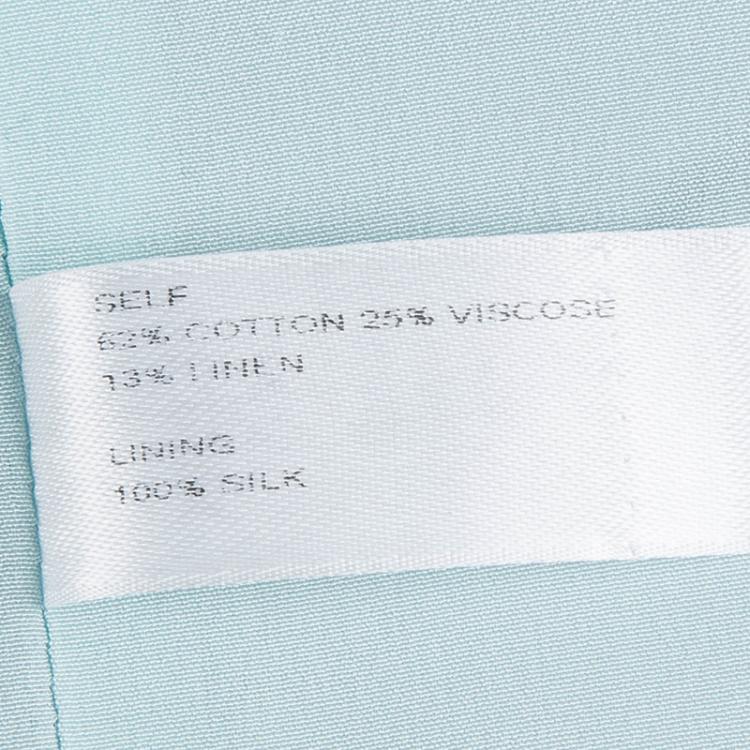 SELF
62% COTTON 25% VISCOSE
13% LINEN
LINING
100% SILK